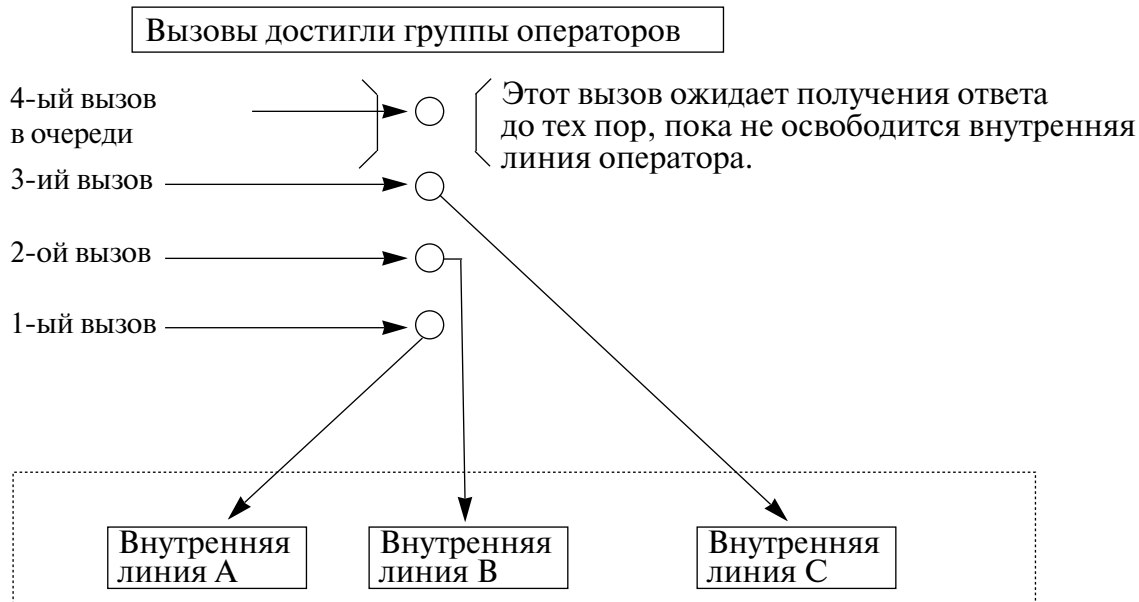 Вызовы достигли группы операторов
4-ый вызов
в очереди
Этот вызов ожидает получения ответа
до тех пор, пока не освободится внутренняя
линия оператора.
3-ий вызов
2-ой вызов
1-ый вызов
Внутренняя
линия A
Внутренняя
линия B
Внутренняя
линия C